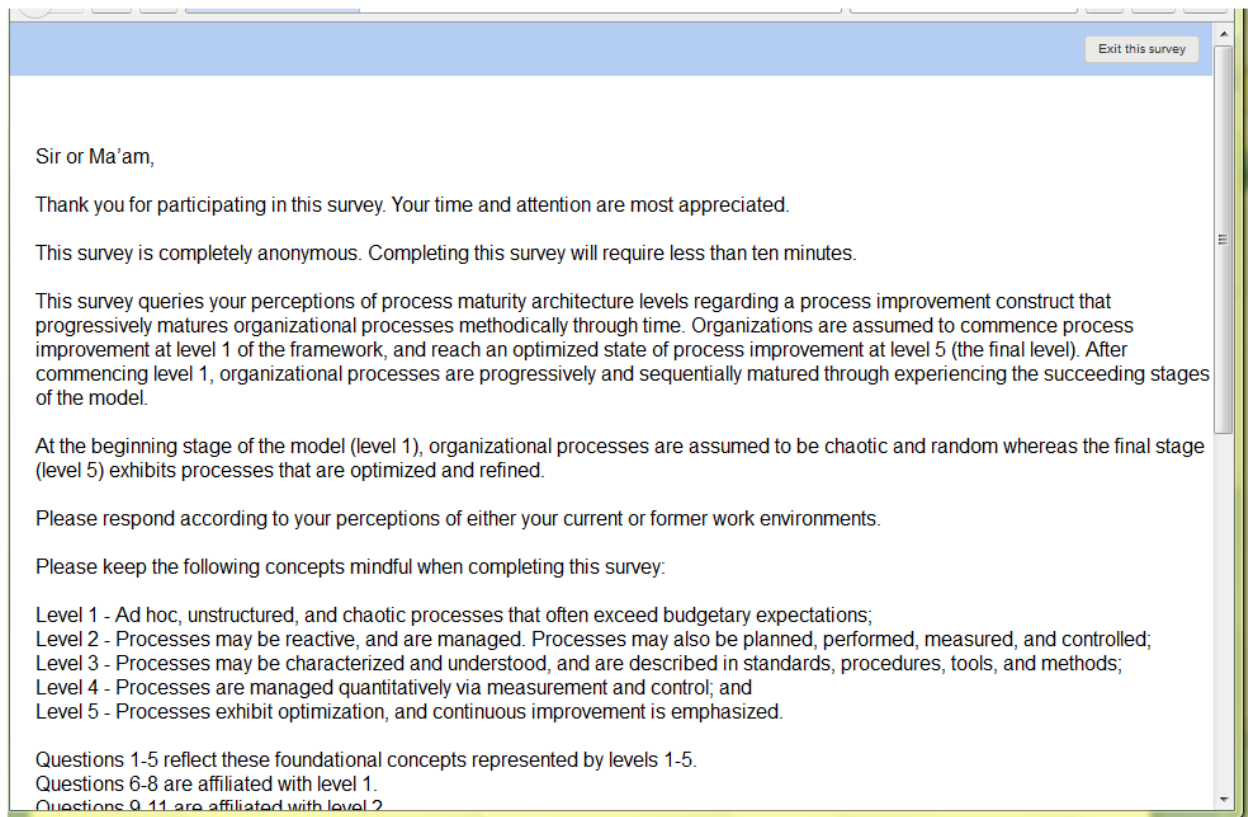 Exit this survey
Sir or Ma'am,
Thank you for participating in this survey. Your time and attention are most appreciated.
This survey is completely anonymous. Completing this survey will require less than ten minutes.
This survey queries your perceptions of process maturity architecture levels regarding a process improvement construct that
progressively matures organizational processes methodically through time. Organizations are assumed to commence process
improvement at level 1 of the framework, and reach an optimized state of process improvement at level 5 (the final level). After
commencing level 1, organizational processes are progressively and sequentially matured through experiencing the succeeding stages
of the model.
At the beginning stage of the model (level 1), organizational processes are assumed to be chaotic and random whereas the final stage
(level 5) exhibits processes that are optimized and refined.
Please respond according to your perceptions of either your current or former work environments.
Please keep the following concepts mindful when completing this survey:
Level 1 - Ad hoc, unstructured, and chaotic processes that often exceed budgetary expectations;
Level 2 - Processes may be reactive, and are managed. Processes may also be planned, performed, measured, and controlled;
Level 3 - Processes may be characterized and understood, and are described in standards, procedures, tools, and methods;
Level 4 - Processes are managed quantitatively via measurement and control; and
Level 5 - Processes exhibit optimization, and continuous improvement is emphasized.
Questions 1-5 reflect these foundational concepts represented by levels 1-5.
Questions 6-8 are affiliated with level 1.
Questions 9-11 are affiliated with level 2